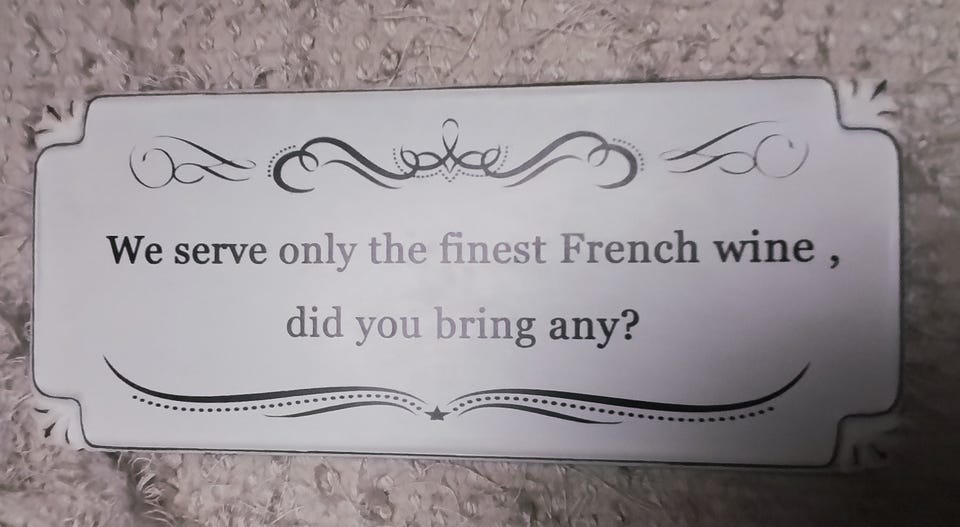 We serve only the finest French wine ,
did you bring any?